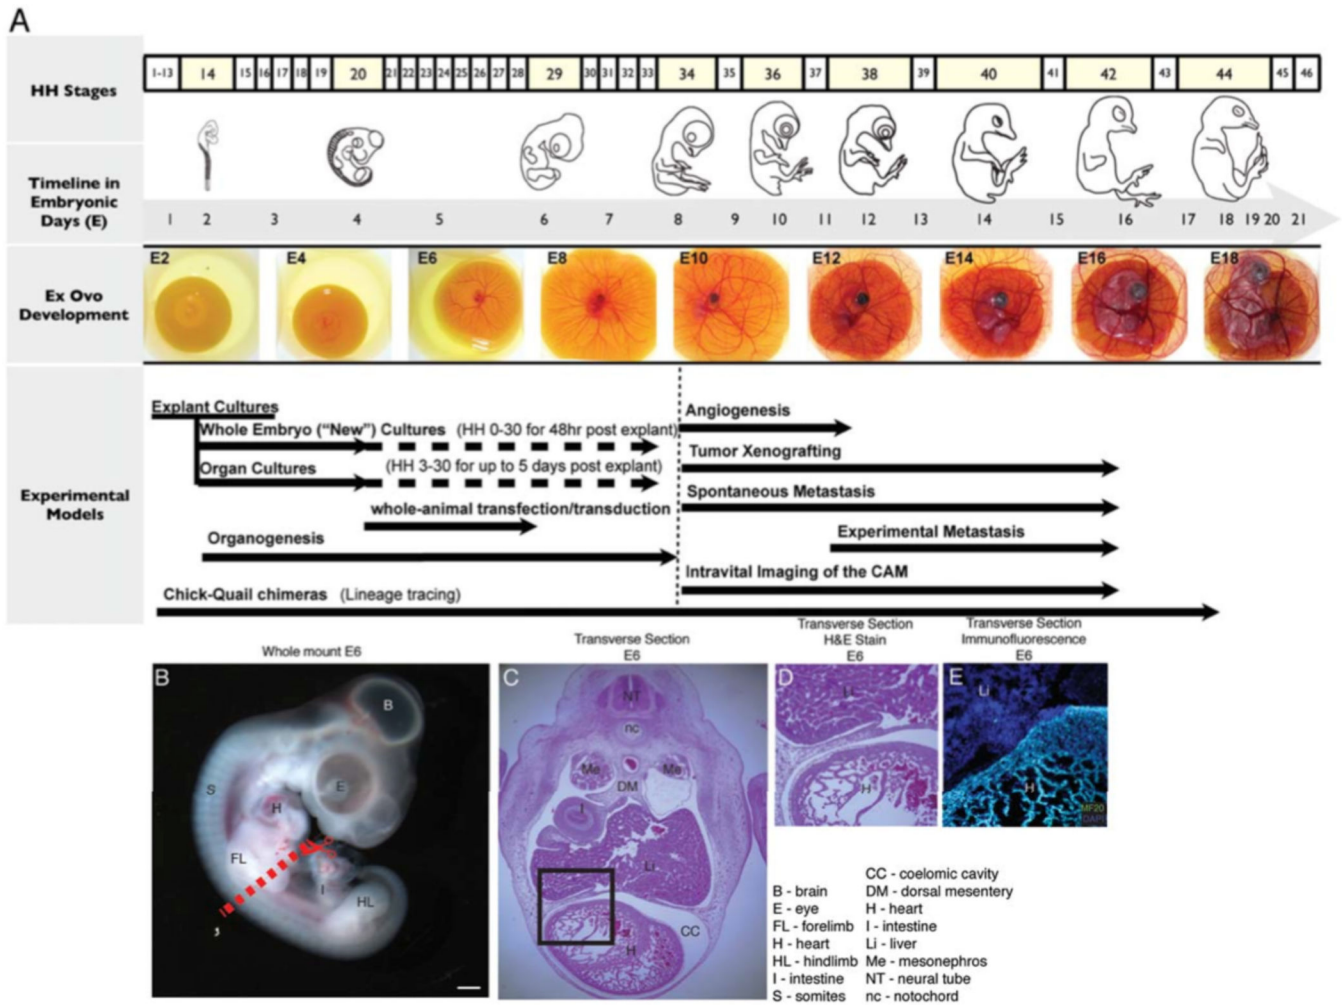 A
HH Stages
1-13 14 15 16 17 18 19 20 21 22 23 24 25 26 27 28 29 30 31 32 33 34 35 36 37 38 39 40 41 42 43 44 45 46
Timeline in
Embryonic
Days (E)
1 2 3 4 5 6 7 8 9 10 11 12 13 14 15 16 17 18 19 20 21
Ex Ovo
Development
E2 E4 E6 E8 E10 E12 E14 E16 E18
Experimental
Models
Explant Cultures
Whole Embryo (“New”) Cultures (HH 0-30 for 48hr post explant)
Organ Cultures (HH 3-30 for up to 5 days post explant)
whole-animal transfection/transduction
Organogenesis
Chick-Quail chimeras (Lineage tracing)
Angiogenesis
Tumor Xenografting
Spontaneous Metastasis
Experimental Metastasis
Intravital Imaging of the CAM
Whole mount E6
B
B
E
S
H
FL
I
HL
Transverse Section
E6
C
NT
nc
Me Me
DM
I
Li
CC
H
Transverse Section
H&E Stain
E6
D
Li
H
Transverse Section
Immunofluorescence
E6
E
Li
H
MF20
DAPI
B - brain
E - eye
FL - forelimb
H - heart
HL - hindlimb
I - intestine
S - somites
CC - coelomic cavity
DM - dorsal mesentery
H - heart
I - intestine
Li - liver
Me - mesonephros
NT - neural tube
nc - notochord